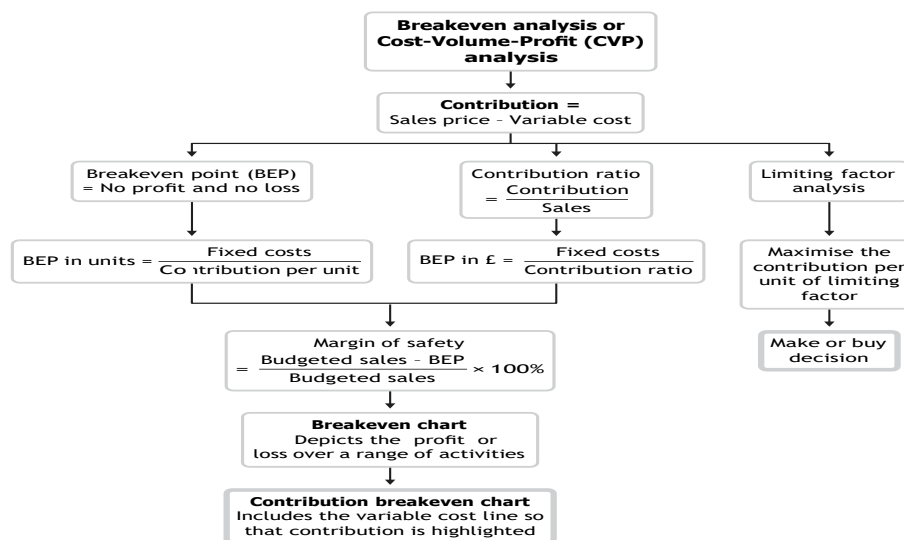 Breakeven analysis or
Cost-Volume-Profit (CVP)
analysis
Contribution =
Sales price - Variable cost
Breakeven point (BEP)
= No profit and no loss
Contribution ratio
= Contribution
Sales
Limiting factor
analysis
BEP in units = Fixed costs
Contribution per unit
BEP in £ = Fixed costs
Contribution ratio
Maximise the
contribution per
unit of limiting
factor
Margin of safety
= Budgeted sales - BEP × 100%
Budgeted sales
Make or buy
decision
Breakeven chart
Depicts the profit or
loss over a range of activities
Contribution breakeven chart
Includes the variable cost line so
that contribution is highlighted